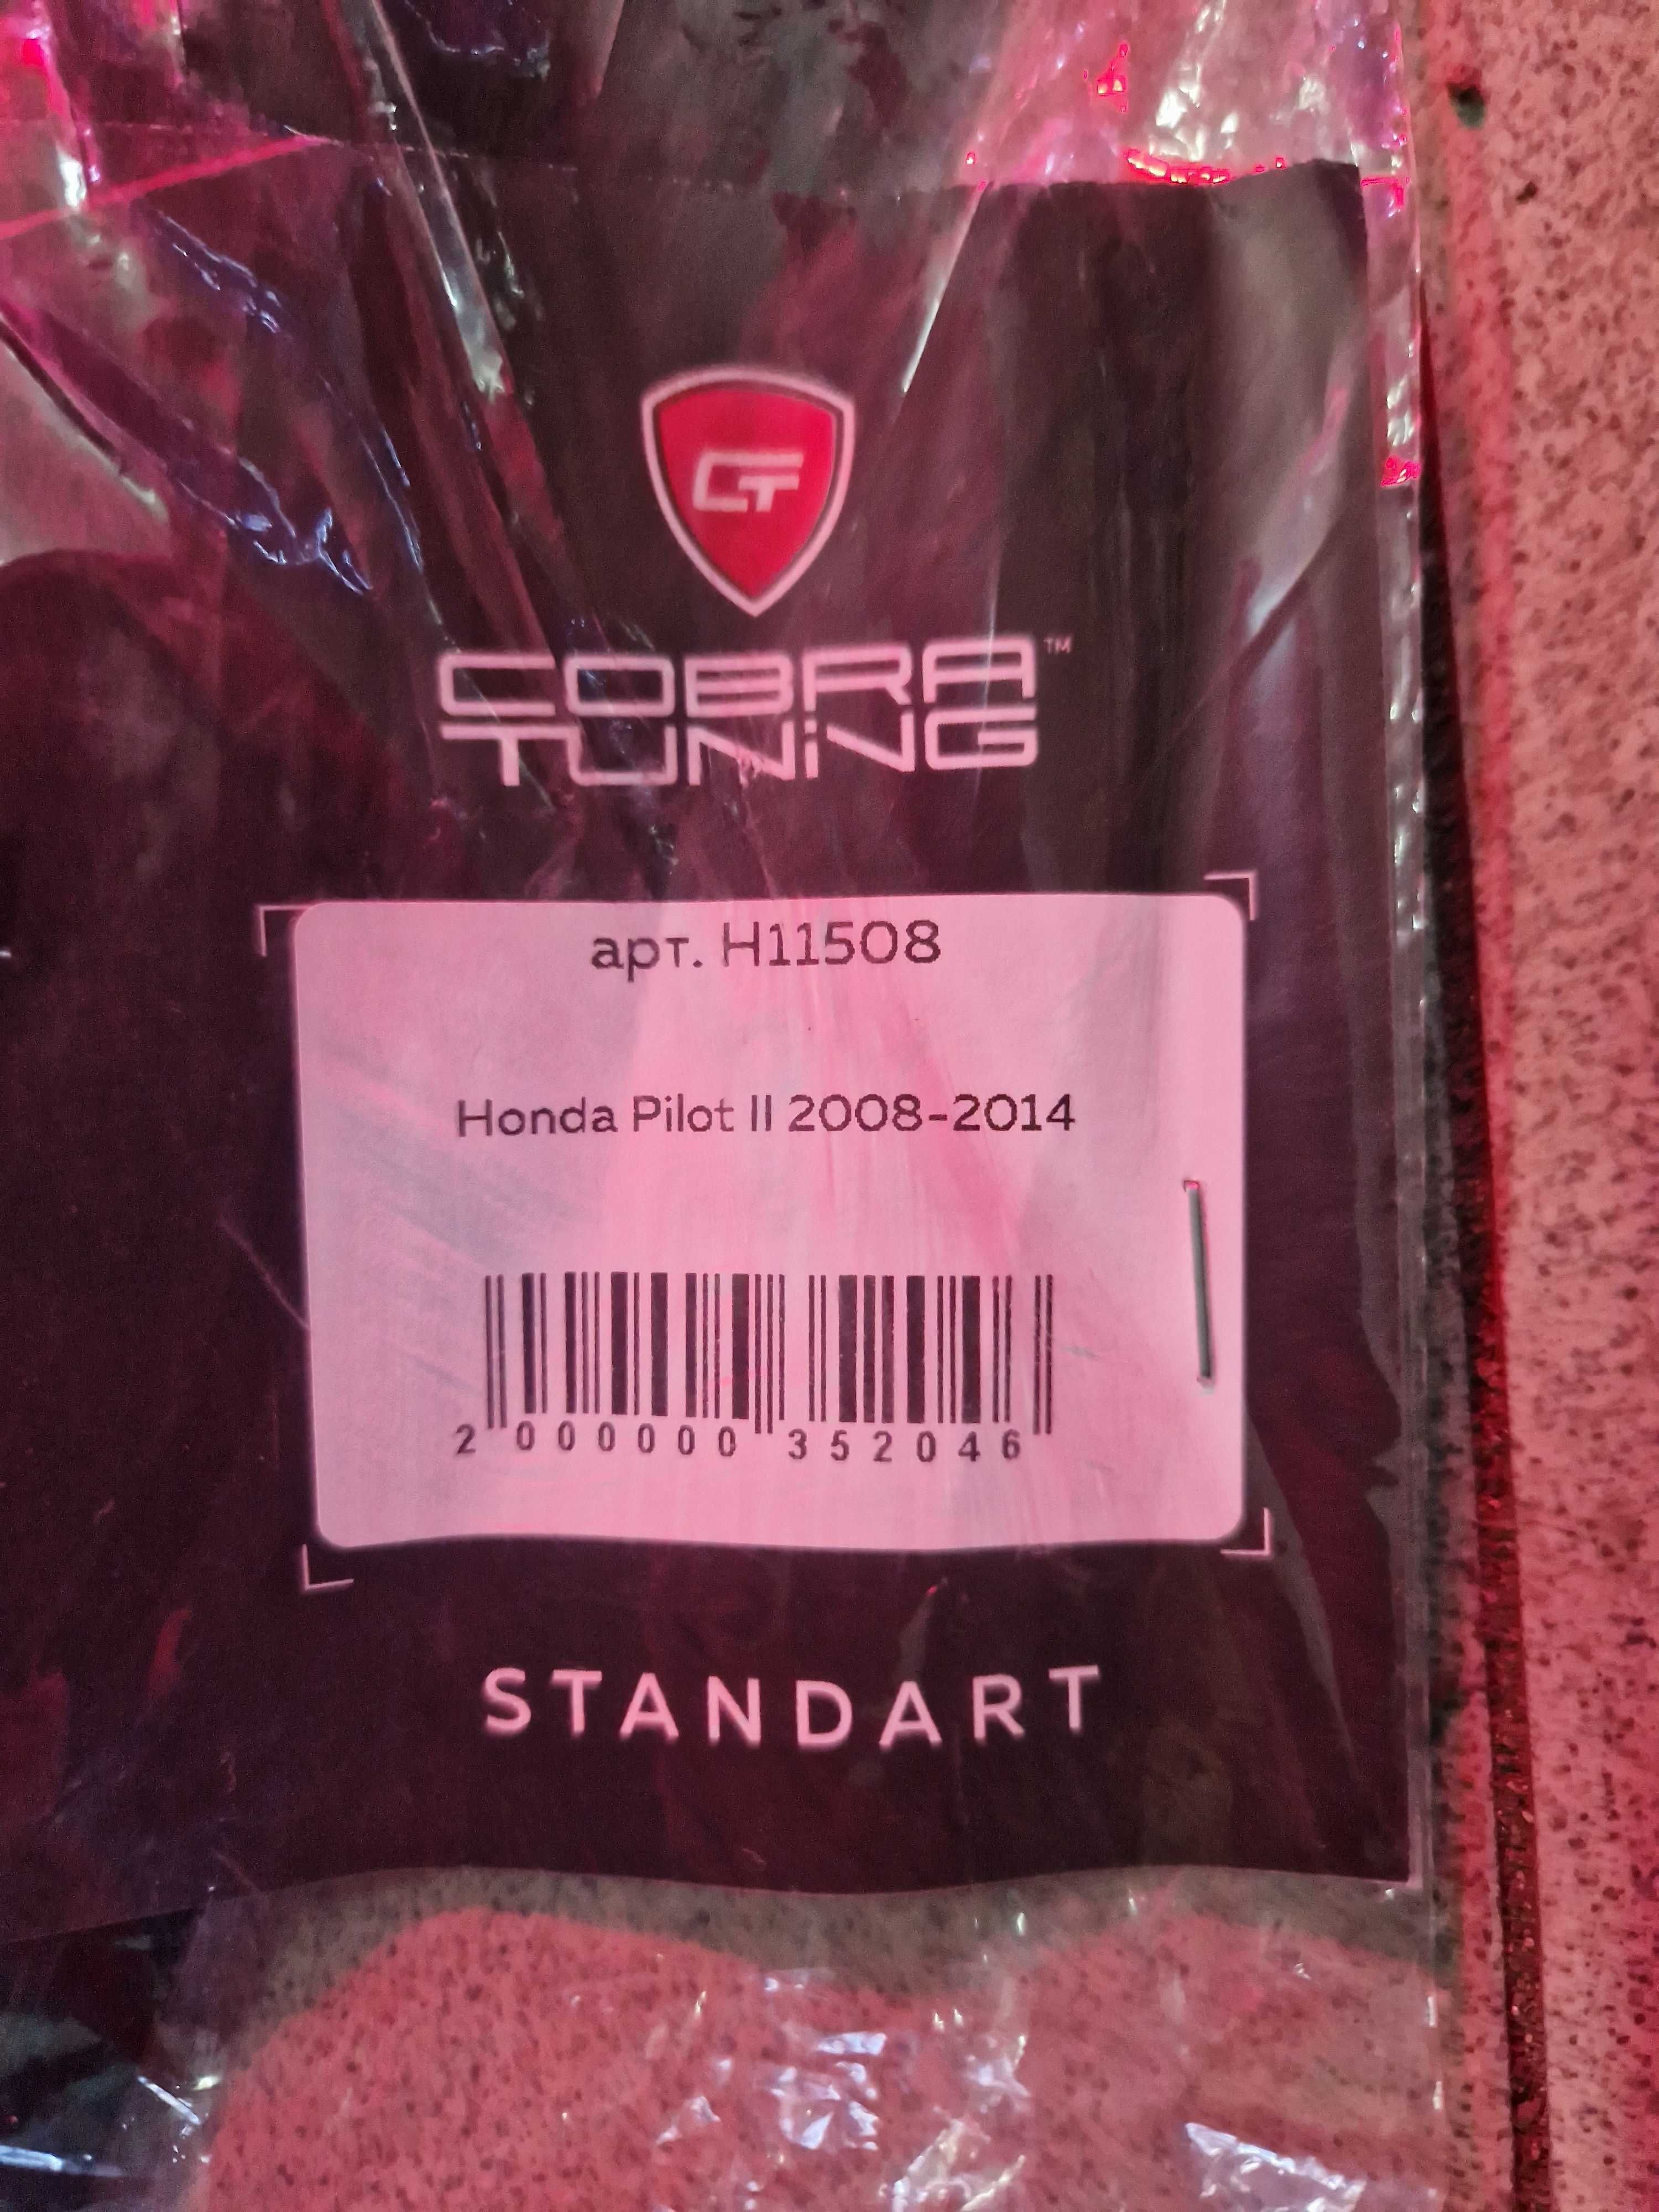 CT
COBRA™
TUNiNG
арт. H11508
Honda Pilot II 2008-2014
2 000000 352046
STANDART